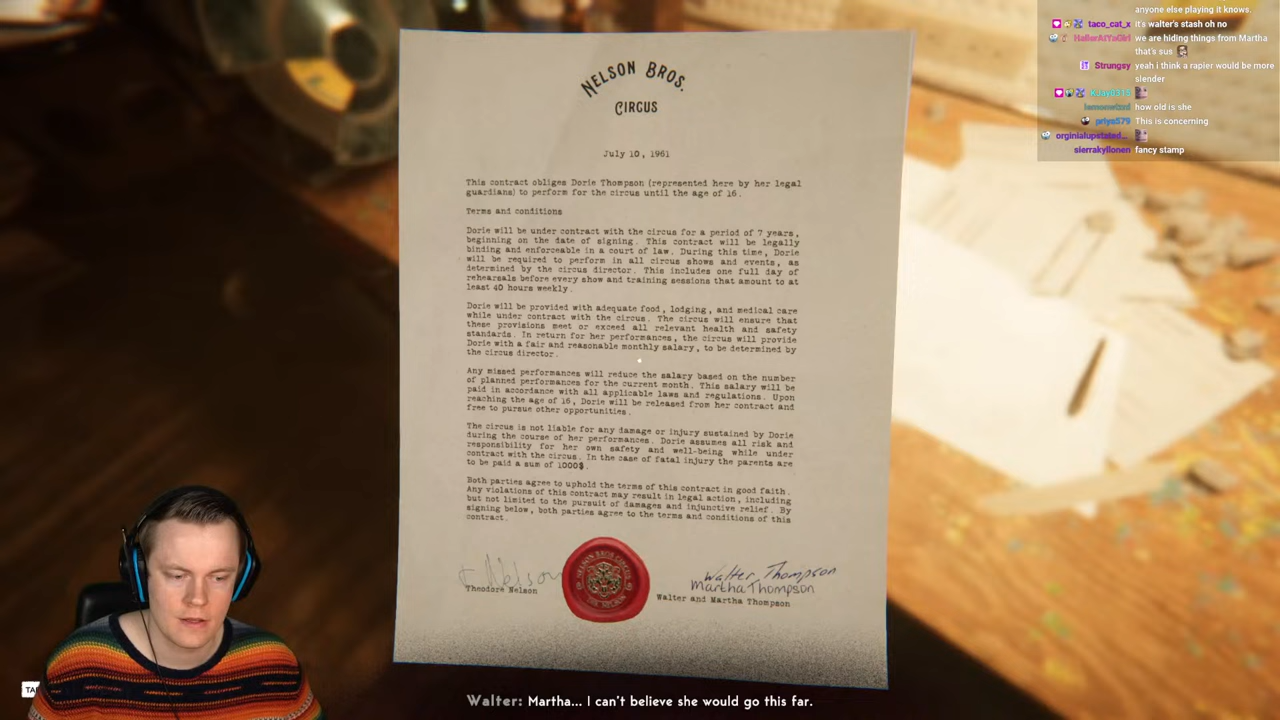 NELSON BROS.
CIRCUS
July 10, 1961
This contract obliges Dorie Thompson (represented here by her legal
guardians) to perform for the circus until the age of 16.
Terms and conditions
Dorie will be under contract with the circus for a period of 7 years,
beginning on the date of signing. This contract will be legally
binding and enforceable in a court of law. During this time, Dorie
will be required to perform in all circus shows and events, as
determined by the circus director. This includes one full day of
rehearsals before every show and training sessions that amount to at
least 40 hours weekly.
Dorie will be provided with adequate food, lodging, and medical care
while under contract with the circus. The circus will ensure that
these provisions meet or exceed all relevant health and safety
standards. In return for her performances, the circus will provide
Dorie with a fair and reasonable monthly salary, to be determined by
the circus director.
Any missed performances will reduce the salary based on the number
of planned performances for the current month. This salary will be
paid in accordance with all applicable laws and regulations. Upon
reaching the age of 16, Dorie will be released from her contract and
free to pursue other opportunities.
The circus is not liable for any damage or injury sustained by Dorie
during the course of her performances. Dorie assumes all risk and
responsibility for her own safety and well-being while under
contract with the circus. In the case of fatal injury the parents are
to be paid a sum of 1000$.
Both parties agree to uphold the terms of this contract in good faith.
Any violations of this contract may result in legal action, including
but not limited to the pursuit of damages and injunctive relief. By
signing below, both parties agree to the terms and conditions of this
contract.
Nelson
Theodore Nelson
NELSON BROS CIRCUS
Walter Thompson
Martha Thompson
Walter and Martha Thompson
Walter: Martha... I can't believe she would go this far.
anyone else playing it knows.
taco_cat_x it's walter's stash oh no
HallerAtYaGirl we are hiding things from Martha
that's sus
Strungsy yeah i think a rapier would be more
slender
how old is she
priya579 This is concerning
sierrakyllonen fancy stamp